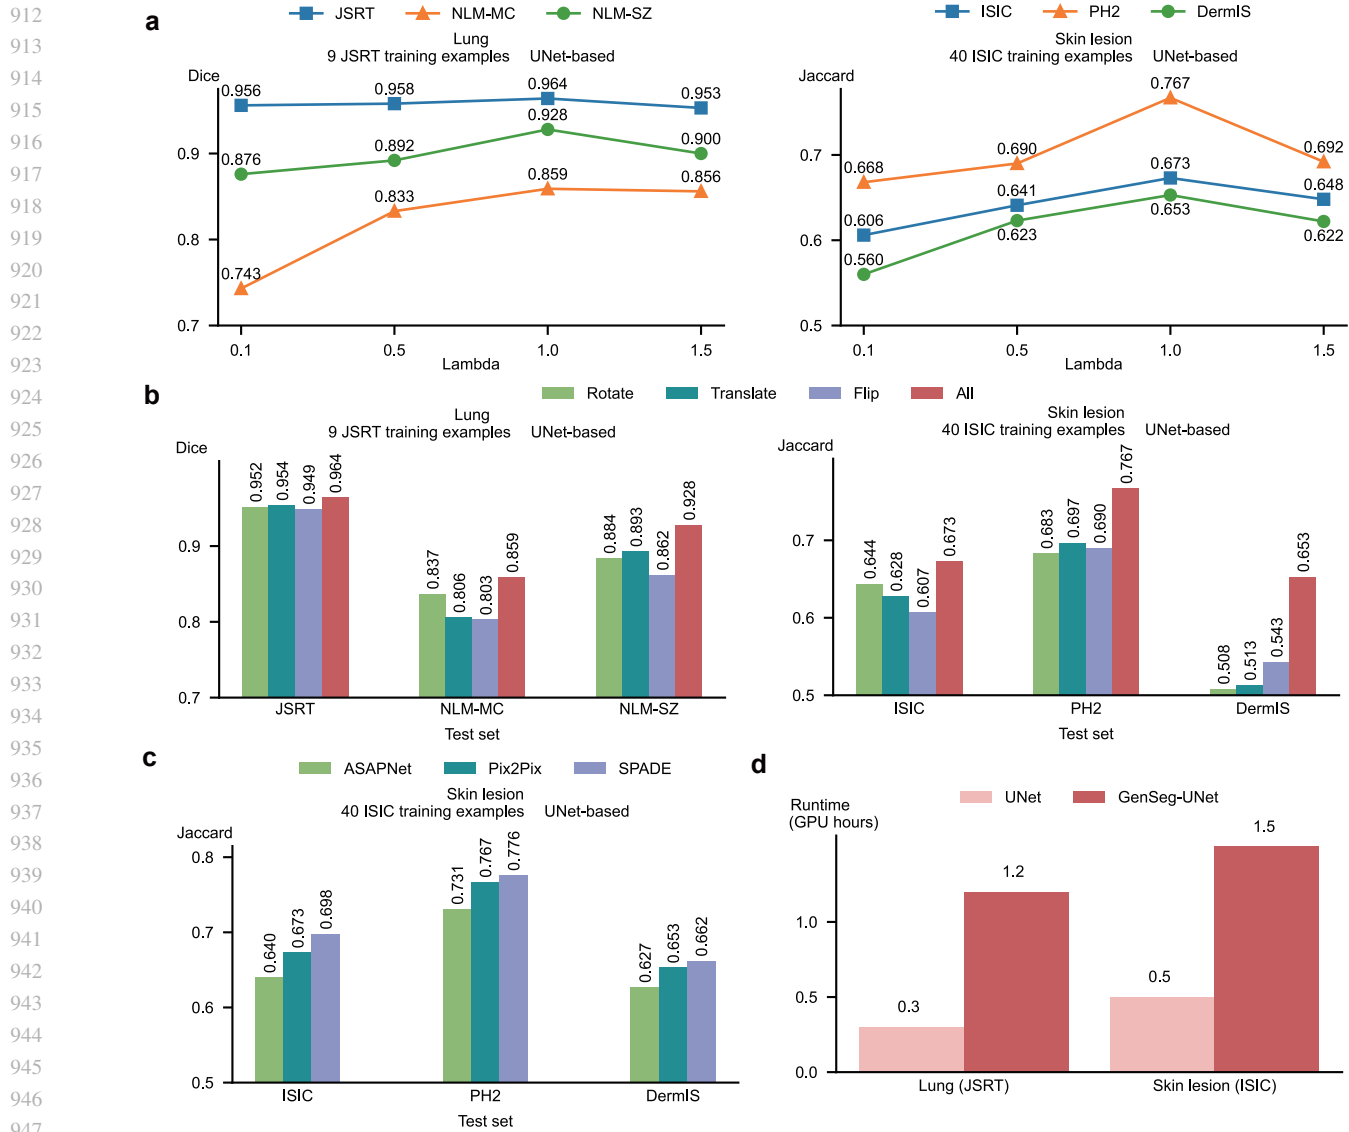 912
913
914
915
916
917
918
919
920
921
922
923
924
925
926
927
928
929
930
931
932
933
934
935
936
937
938
939
940
941
942
943
944
945
946
947
a
JSRT NLM-MC NLM-SZ
Lung
9 JSRT training examples UNet-based
Dice
0.956 0.958 0.964 0.953
0.876 0.892 0.928 0.900
0.743 0.833 0.859 0.856
0.9
0.8
0.7
0.1 0.5 1.0 1.5
Lambda
ISIC PH2 DermIS
Skin lesion
40 ISIC training examples UNet-based
Jaccard
0.668 0.690 0.767 0.692
0.606 0.641 0.673 0.648
0.560 0.623 0.653 0.622
0.7
0.6
0.5
0.1 0.5 1.0 1.5
Lambda
b
Rotate Translate Flip All
Lung
9 JSRT training examples UNet-based
Dice
0.952 0.954 0.949 0.964
0.837 0.806 0.803 0.859
0.884 0.893 0.862 0.928
0.9
0.8
0.7
JSRT NLM-MC NLM-SZ
Test set
Skin lesion
40 ISIC training examples UNet-based
Jaccard
0.644 0.628 0.607 0.673
0.683 0.697 0.690 0.767
0.508 0.513 0.543 0.653
0.7
0.6
0.5
ISIC PH2 DermIS
Test set
c
ASAPNet Pix2Pix SPADE
Skin lesion
40 ISIC training examples UNet-based
Jaccard
0.640 0.673 0.698
0.731 0.767 0.776
0.627 0.653 0.662
0.8
0.7
0.6
0.5
ISIC PH2 DermIS
Test set
d
UNet GenSeg-UNet
Runtime
(GPU hours)
0.3 1.2 0.5 1.5
1.0
0.5
0.0
Lung (JSRT) Skin lesion (ISIC)